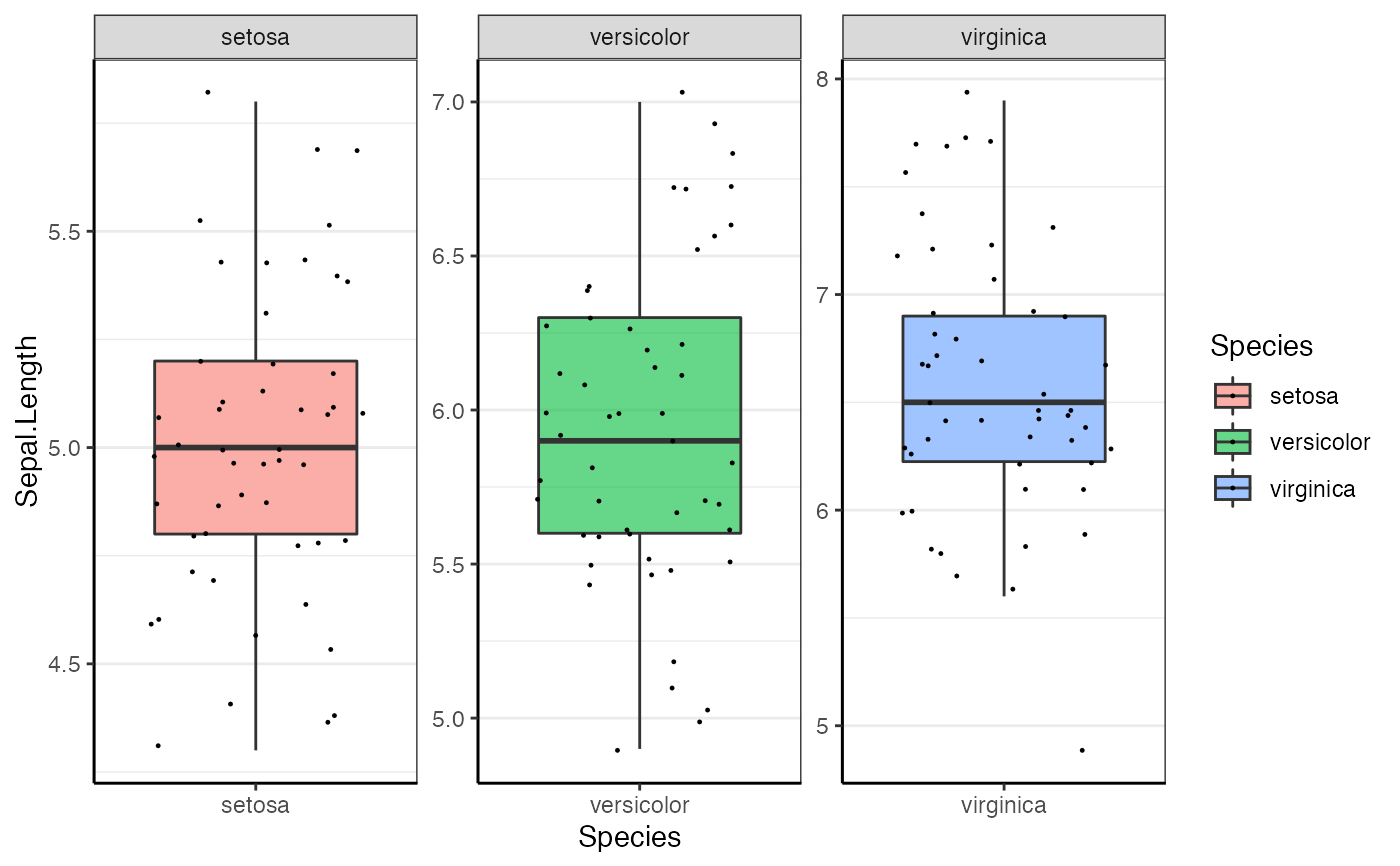 setosa
versicolor
virginica
Sepal.Length
5.5
5.0
4.5
7.0
6.5
6.0
5.5
5.0
8
7
6
5
setosa
versicolor
virginica
Species
Species
setosa
versicolor
virginica